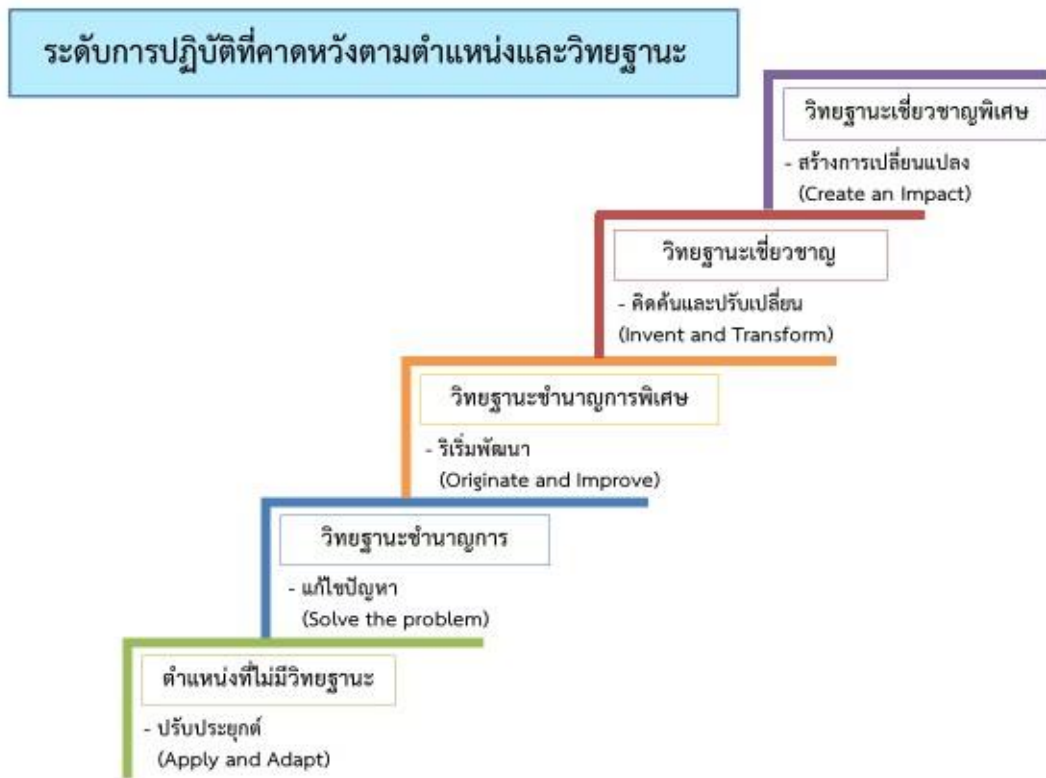 ระดับการปฏิบัติที่คาดหวังตามตำแหน่งและวิทยฐานะ
วิทยฐานะเชี่ยวชาญพิเศษ
- สร้างการเปลี่ยนแปลง
(Create an Impact)
วิทยฐานะเชี่ยวชาญ
- คิดค้นและปรับเปลี่ยน
(Invent and Transform)
วิทยฐานะชำนาญการพิเศษ
- ริเริ่มพัฒนา
(Originate and Improve)
วิทยฐานะชำนาญการ
- แก้ไขปัญหา
(Solve the problem)
ตำแหน่งที่ไม่มีวิทยฐานะ
- ปรับประยุกต์
(Apply and Adapt)